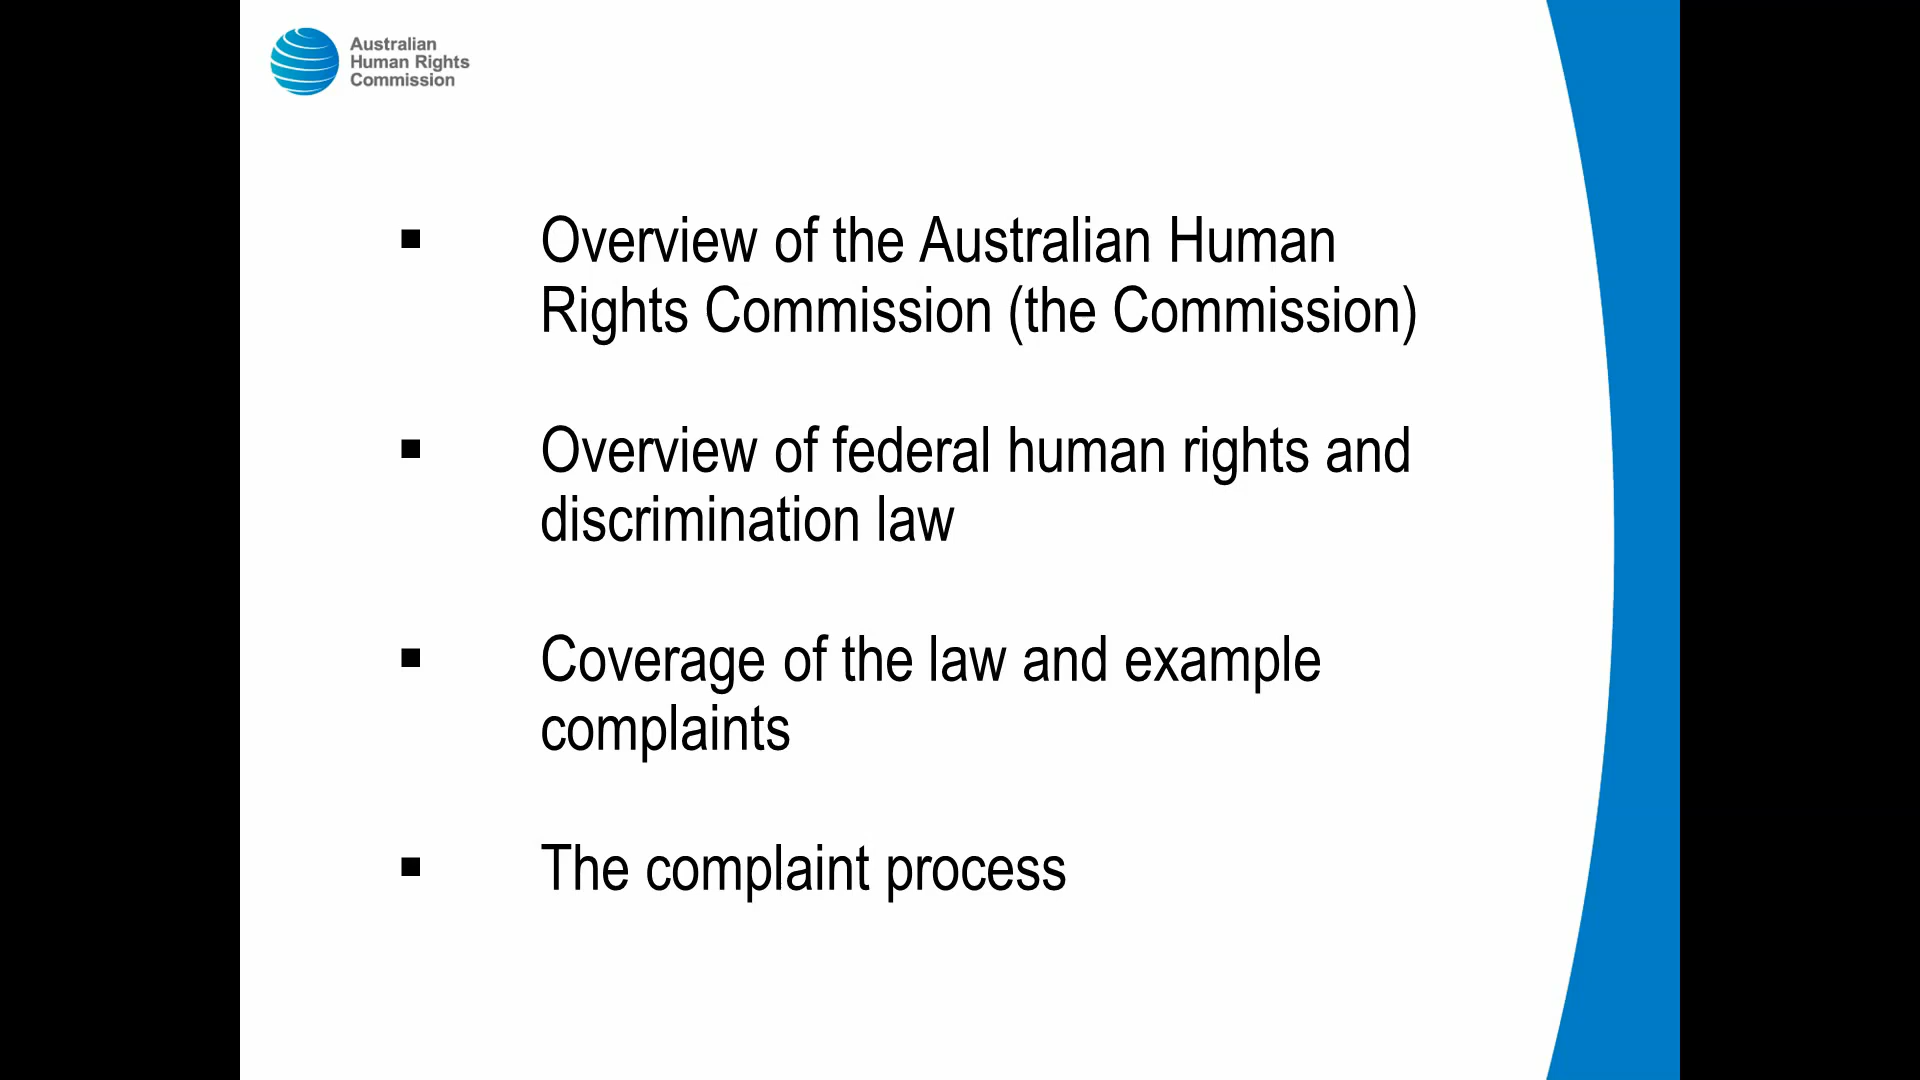 Australian
Human Rights
Commission
▪ Overview of the Australian Human
Rights Commission (the Commission)
▪ Overview of federal human rights and
discrimination law
▪ Coverage of the law and example
complaints
▪ The complaint process